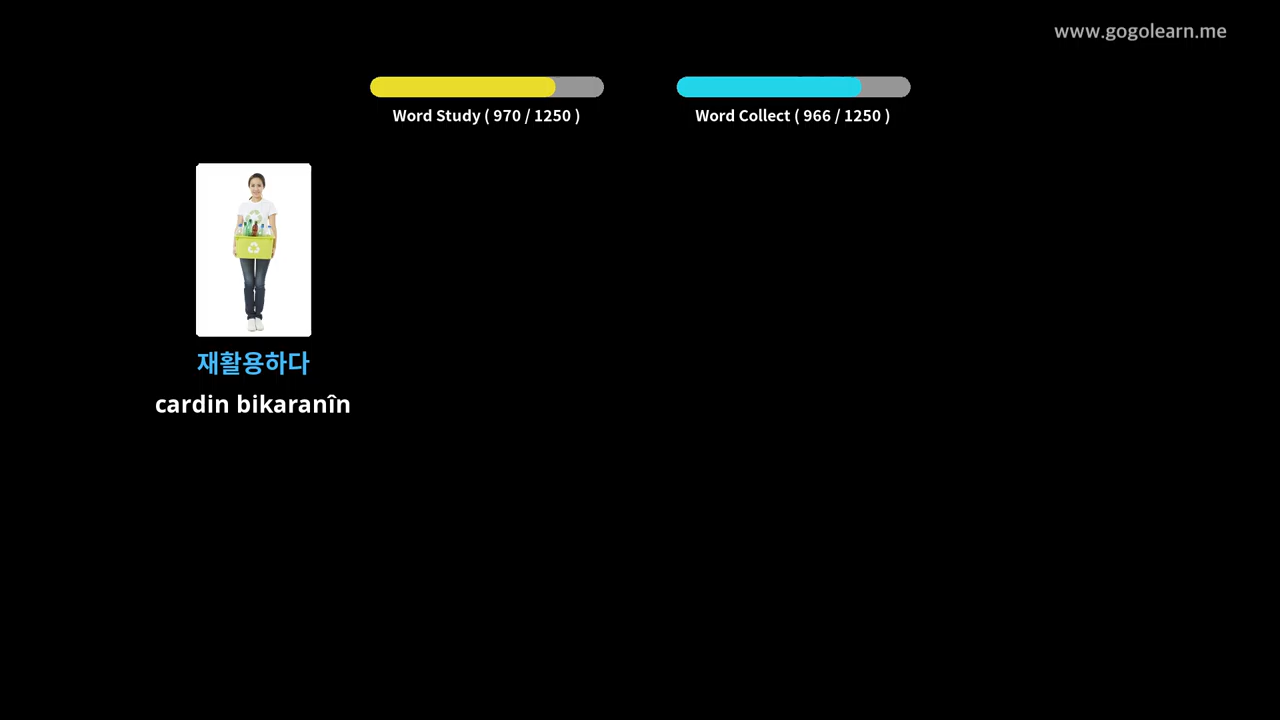 www.gogolearn.me
Word Study ( 970 / 1250 )
Word Collect ( 966 / 1250 )
재활용하다
cardin bikaranîn